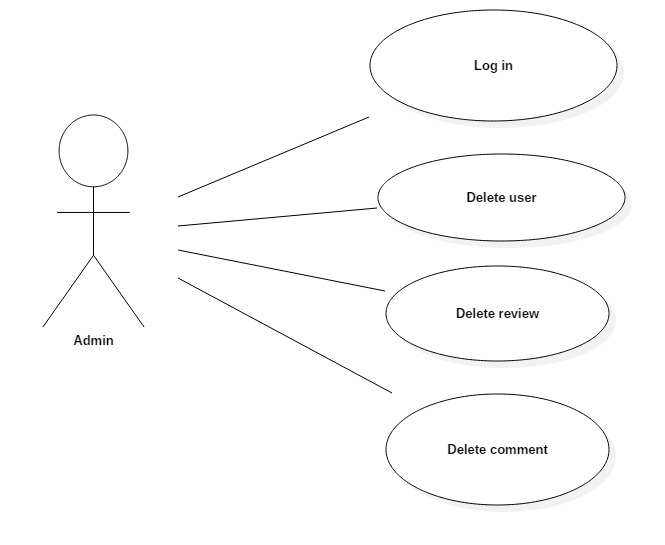 Log in
Delete user
Delete review
Admin
Delete comment